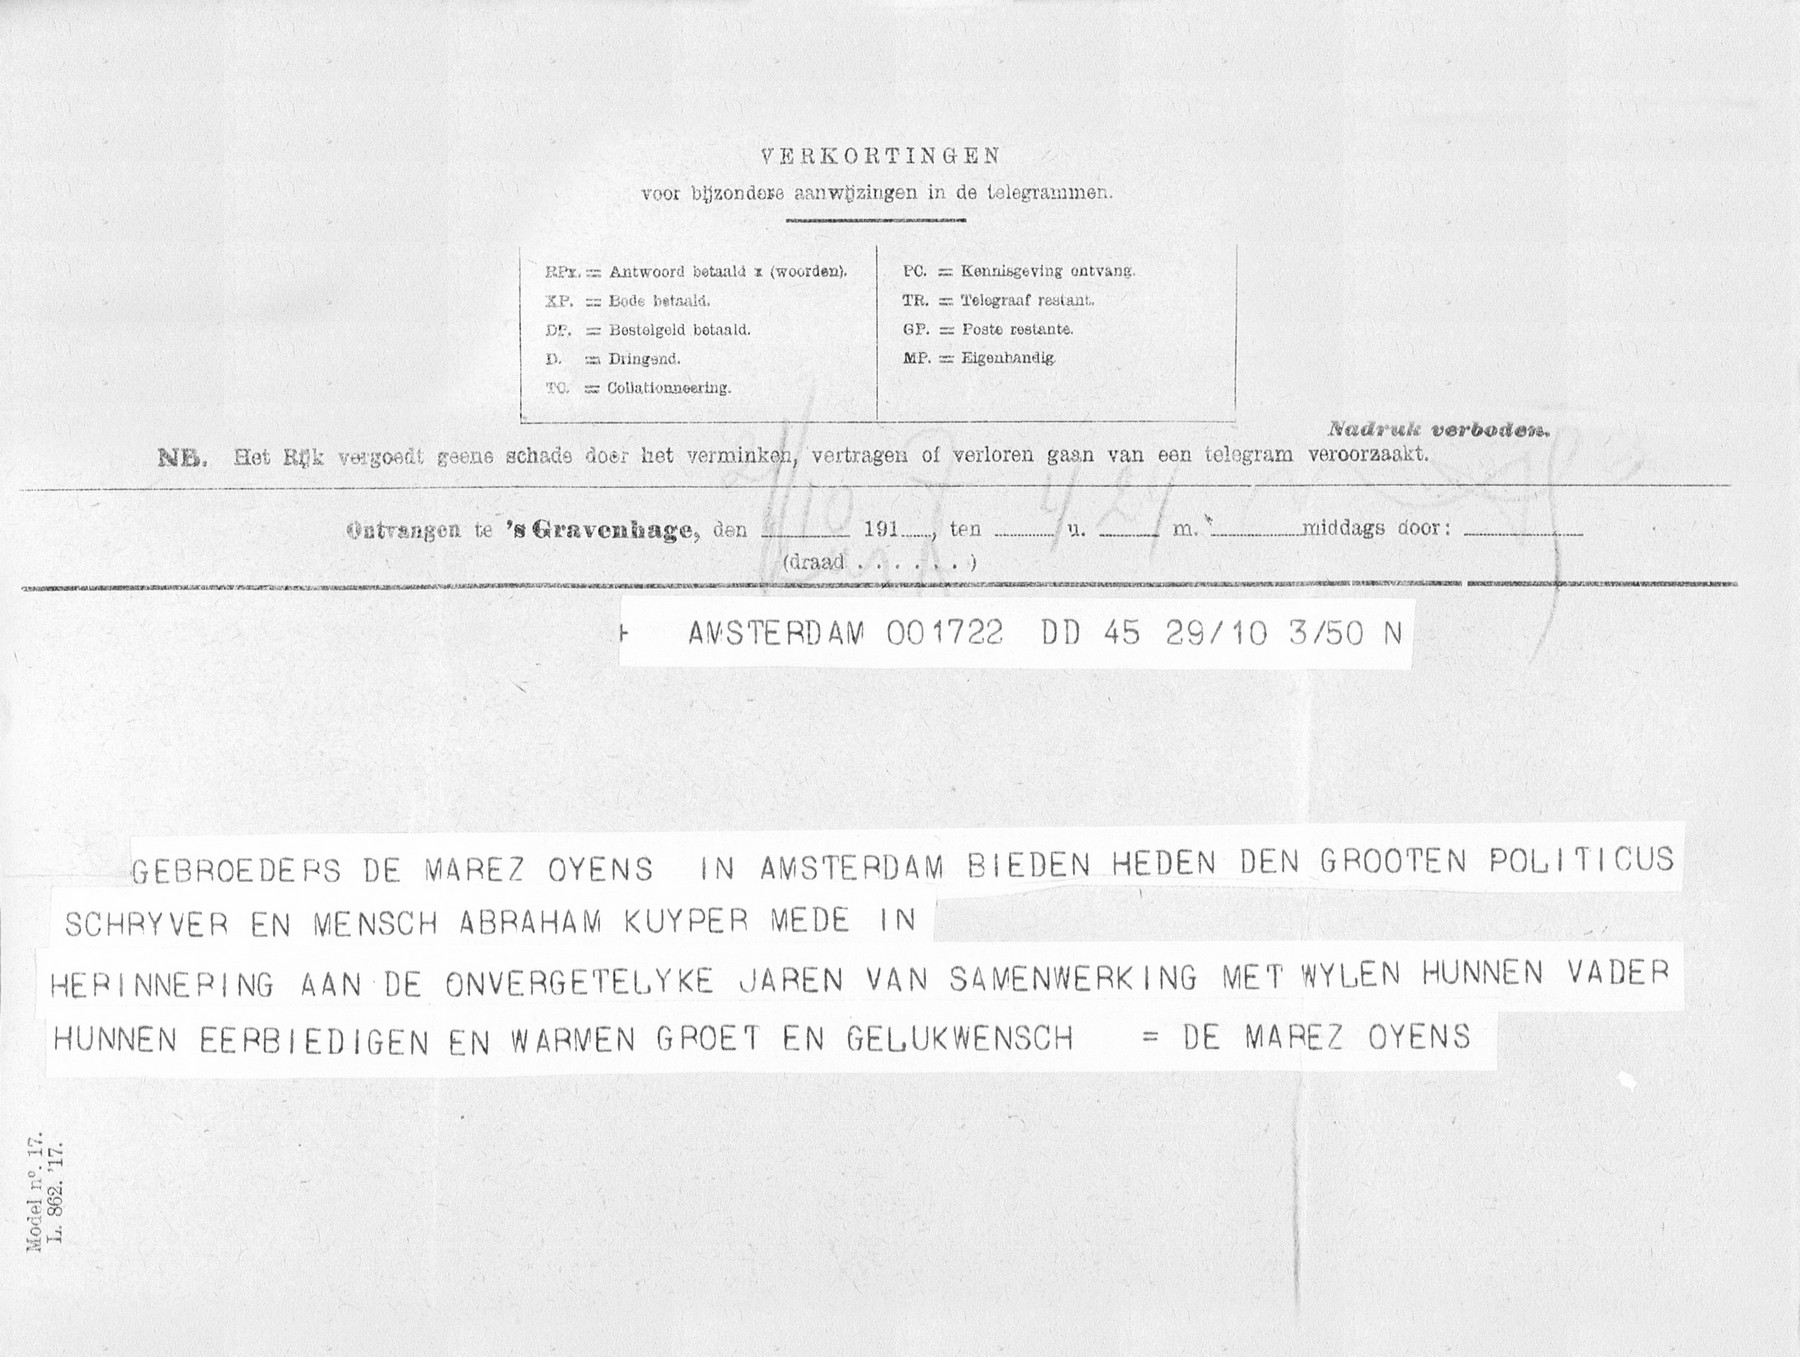 VERKORTINGEN
voor bijzondere aanwijzingen in de telegrammen.
RPx. = Antwoord betaald x (woorden).
XP. = Bode betaald.
DP. = Bestelgeld betaald.
D. = Dringend.
TC. = Collationneering.
PC. = Kennisgeving ontvang.
TR. = Telegraaf restant.
GP. = Poste restante.
MP. = Eigenhandig.
Nadruk verboden.
NB. Het Rijk vergoedt geene schade door het verminken, vertragen of verloren gaan van een telegram veroorzaakt.
Ontvangen te 's Gravenhage, den 191, ten u. m. middags door:
(draad . . . . . . )
AMSTERDAM 001722 DD 45 29/10 3/50 N
GEBROEDERS DE MAREZ OYENS IN AMSTERDAM BIEDEN HEDEN DEN GROOTEN POLITICUS
SCHRYVER EN MENSCH ABRAHAM KUYPER MEDE IN
HERINNERING AAN DE ONVERGETELYKE JAREN VAN SAMENWERKING MET WYLEN HUNNEN VADER
HUNNEN EERBIEDIGEN EN WARMEN GROET EN GELUKWENSCH = DE MAREZ OYENS
Model nº. 17.
L. 862. '17.